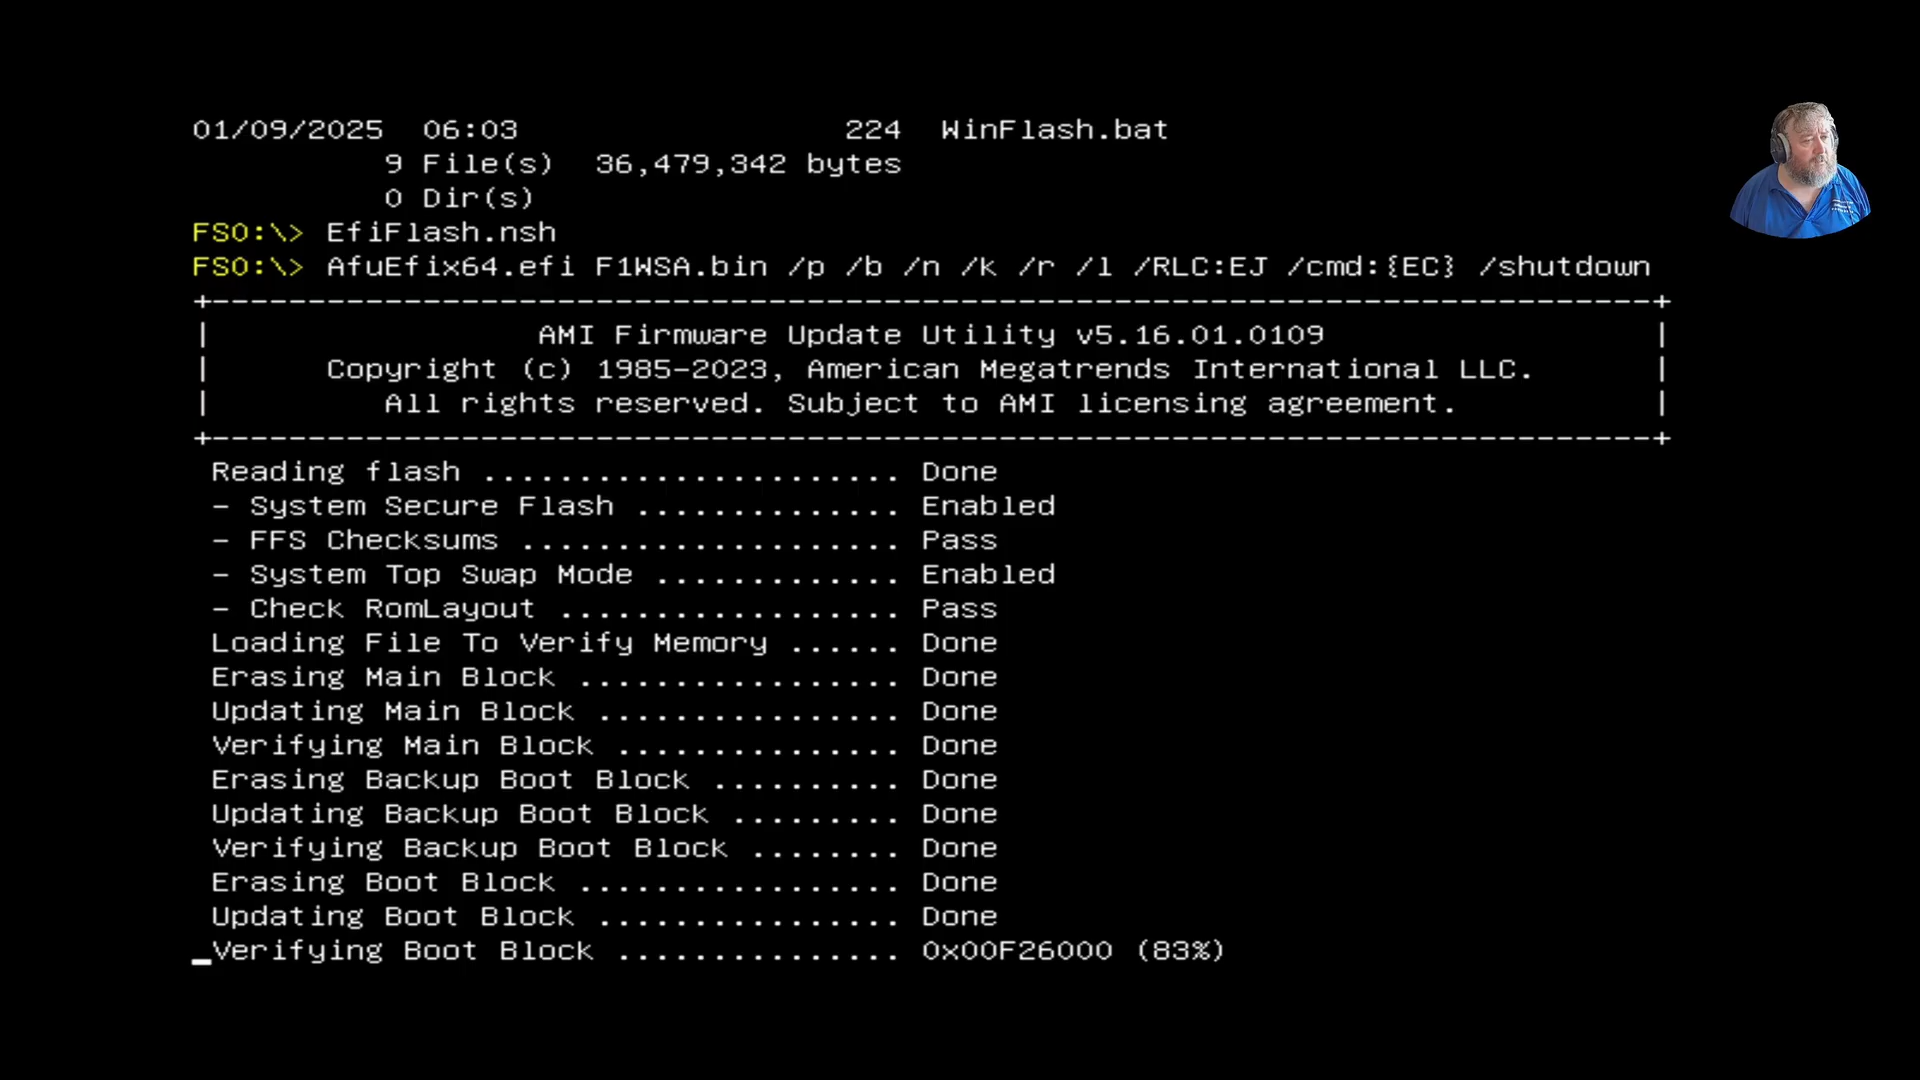 01/09/2025  06:03                 224  WinFlash.bat
9 File(s)  36,479,342 bytes
0 Dir(s)
FS0:\> EfiFlash.nsh
FS0:\> AfuEfix64.efi F1WSA.bin /p /b /n /k /r /l /RLC:EJ /cmd:{EC} /shutdown
+----------------------------------------------------------------------------+
| AMI Firmware Update Utility v5.16.01.0109 |
| Copyright (c) 1985-2023, American Megatrends International LLC. |
| All rights reserved. Subject to AMI licensing agreement. |
+----------------------------------------------------------------------------+
Reading flash ...................... Done
- System Secure Flash .............. Enabled
- FFS Checksums .................... Pass
- System Top Swap Mode ............. Enabled
- Check RomLayout .................. Pass
Loading File To Verify Memory ...... Done
Erasing Main Block ................. Done
Updating Main Block ................ Done
Verifying Main Block ............... Done
Erasing Backup Boot Block .......... Done
Updating Backup Boot Block ......... Done
Verifying Backup Boot Block ........ Done
Erasing Boot Block ................. Done
Updating Boot Block ................ Done
Verifying Boot Block ............... 0x00F26000 (83%)